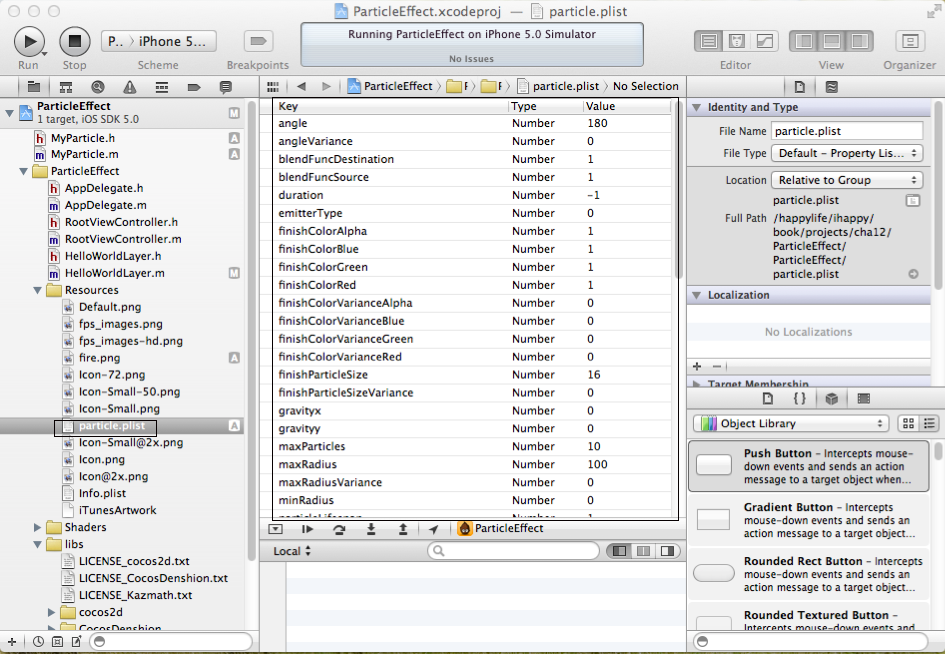 ParticleEffect.xcodeproj — particle.plist
P.. iPhone 5....
Run Stop Scheme Breakpoints
Running ParticleEffect on iPhone 5.0 Simulator
No Issues
Editor View Organizer
ParticleEffect
1 target, iOS SDK 5.0
M
h MyParticle.h A
m MyParticle.m A
ParticleEffect
h AppDelegate.h
m AppDelegate.m
h RootViewController.h
m RootViewController.m
h HelloWorldLayer.h
m HelloWorldLayer.m M
Resources
Default.png
fps_images.png
fps_images-hd.png
fire.png A
Icon-72.png
Icon-Small-50.png
Icon-Small.png
particle.plist A
Icon-Small@2x.png
Icon.png
Icon@2x.png
Info.plist
iTunesArtwork
Shaders
libs
LICENSE_cocos2d.txt
LICENSE_CocosDenshion.txt
LICENSE_Kazmath.txt
cocos2d
CocosDenshion
ParticleEffect particle.plist No Selection
Key Type Value
angle Number 180
angleVariance Number 0
blendFuncDestination Number 1
blendFuncSource Number 1
duration Number -1
emitterType Number 0
finishColorAlpha Number 1
finishColorBlue Number 1
finishColorGreen Number 1
finishColorRed Number 1
finishColorVarianceAlpha Number 0
finishColorVarianceBlue Number 0
finishColorVarianceGreen Number 0
finishColorVarianceRed Number 0
finishParticleSize Number 16
finishParticleSizeVariance Number 0
gravityx Number 0
gravityy Number 0
maxParticles Number 10
maxRadius Number 100
maxRadiusVariance Number 0
minRadius Number 0
particleLifespan Number 1
ParticleEffect
Local
Identity and Type
File Name particle.plist
File Type Default – Property Lis...
Location Relative to Group
particle.plist
Full Path /happylife/ihappy/
book/projects/cha12/
ParticleEffect/
ParticleEffect/
particle.plist
Localization
No Localizations
Target Membership
{ }
Object Library
Push Button – Intercepts mouse-
down events and sends an action
message to a target object when...
Gradient Button – Intercepts
mouse-down events and sends an
action message to a target object...
Rounded Rect Button – Intercepts
mouse-down events and sends an
action message to a target object...
Rounded Textured Button –
Intercepts mouse-down events and